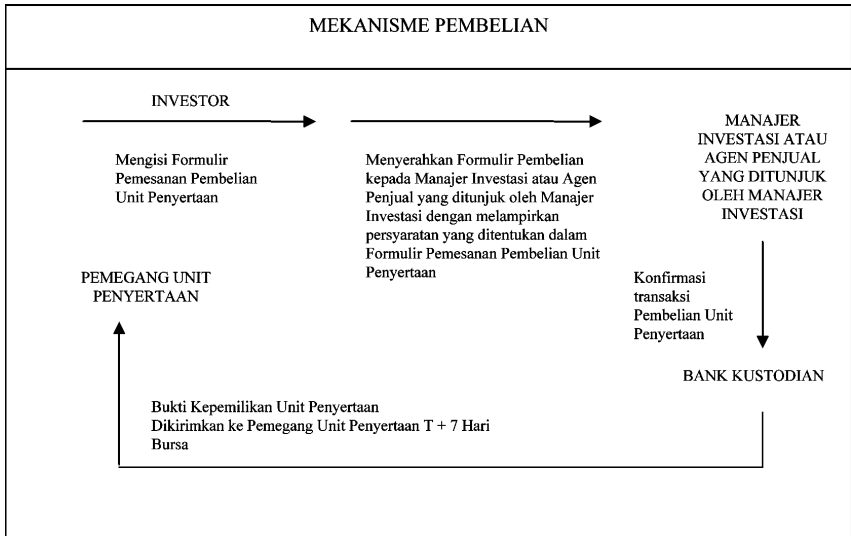 MEKANISME PEMBELIAN
INVESTOR
Mengisi Formulir
Pemesanan Pembelian
Unit Penyertaan
Menyerahkan Formulir Pembelian
kepada Manajer Investasi atau Agen
Penjual yang ditunjuk oleh Manajer
Investasi dengan melampirkan
persyaratan yang ditentukan dalam
Formulir Pemesanan Pembelian Unit
Penyertaan
MANAJER
INVESTASI ATAU
AGEN PENJUAL
YANG DITUNJUK
OLEH MANAJER
INVESTASI
Konfirmasi
transaksi
Pembelian Unit
Penyertaan
BANK KUSTODIAN
Bukti Kepemilikan Unit Penyertaan
Dikirimkan ke Pemegang Unit Penyertaan T + 7 Hari
Bursa
PEMEGANG UNIT
PENYERTAAN